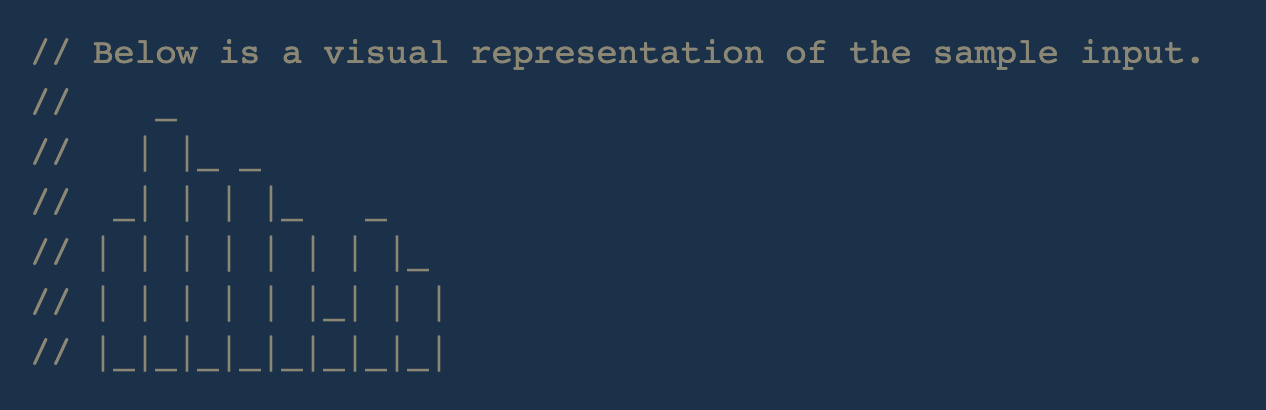 // Below is a visual representation of the sample input.
//    _
//   | |_ _
//  _| | | |_   _
// | | | | | | | |_
// | | | | | |_| | |
// |_|_|_|_|_|_|_|_|